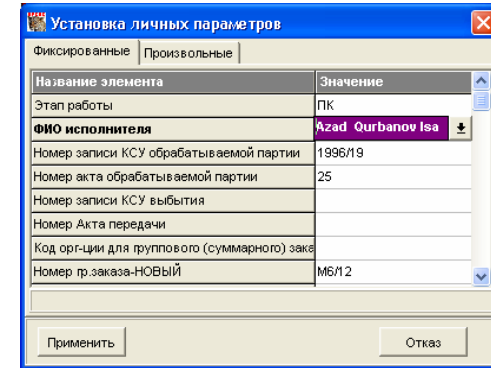 Установка личных параметров
Фиксированные Произвольные
Название элемента Значение
Этап работы ПК
ФИО исполнителя Azad Qurbanov Isa
Номер записи КСУ обрабатываемой партии 1996/19
Номер акта обрабатываемой партии 25
Номер записи КСУ выбытия
Номер Акта передачи
Код орг-ции для группового (суммарного) зака
Номер гр.заказа-НОВЫЙ М6/12
Применить Отказ